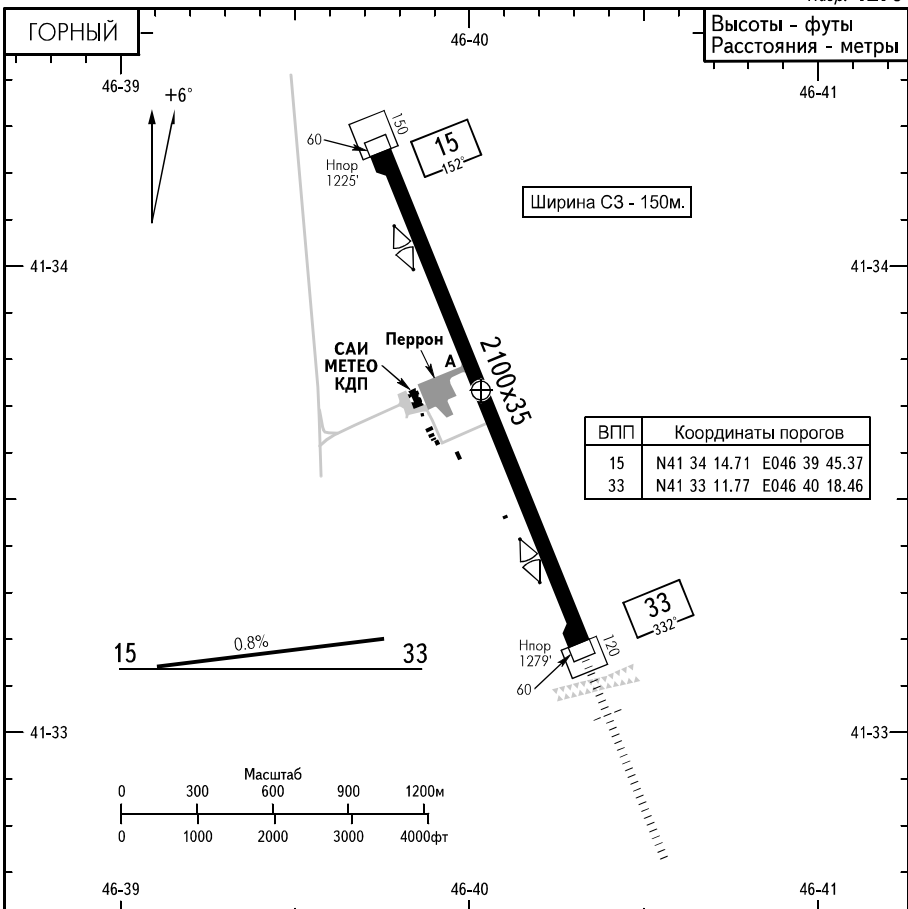 ГОРНЫЙ
Высоты - футы
Расстояния - метры
46-39
46-40
46-41
+6°
60
150
15
152°
Нпор
1225'
Ширина СЗ - 150м.
41-34
41-34
САИ
МЕТЕО
КДП
Перрон
A
2100x35
ВПП
Координаты порогов
15
N41 34 14.71 E046 39 45.37
33
N41 33 11.77 E046 40 18.46
33
332°
Нпор
1279'
120
60
15
0.8%
33
41-33
41-33
Масштаб
0 300 600 900 1200м
0 1000 2000 3000 4000фт
46-39
46-40
46-41